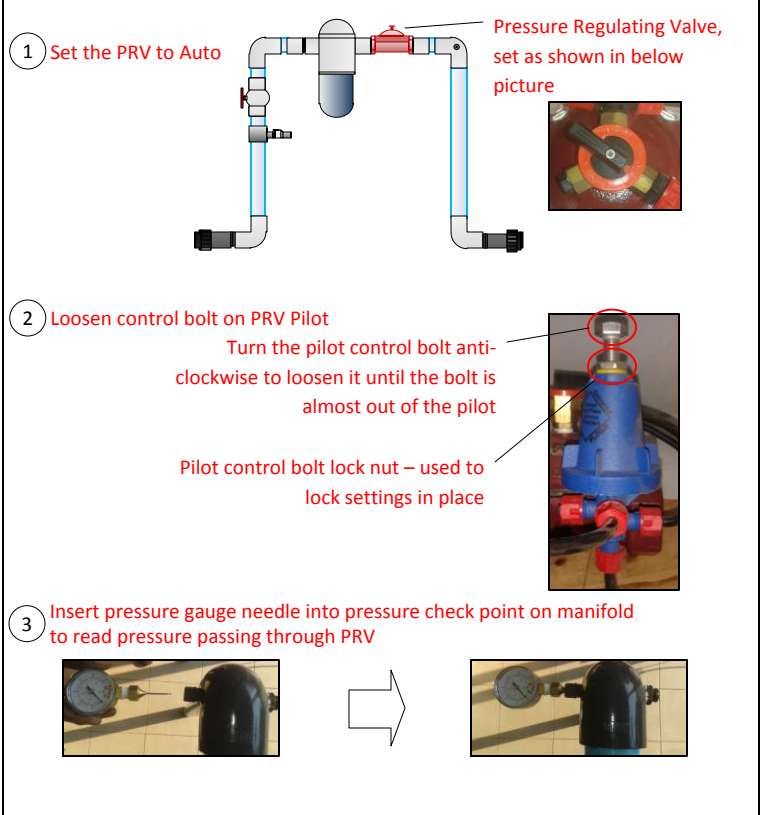 1 Set the PRV to Auto
Pressure Regulating Valve,
set as shown in below
picture
2 Loosen control bolt on PRV Pilot
Turn the pilot control bolt anti-
clockwise to loosen it until the bolt is
almost out of the pilot
Pilot control bolt lock nut – used to
lock settings in place
3 Insert pressure gauge needle into pressure check point on manifold
to read pressure passing through PRV